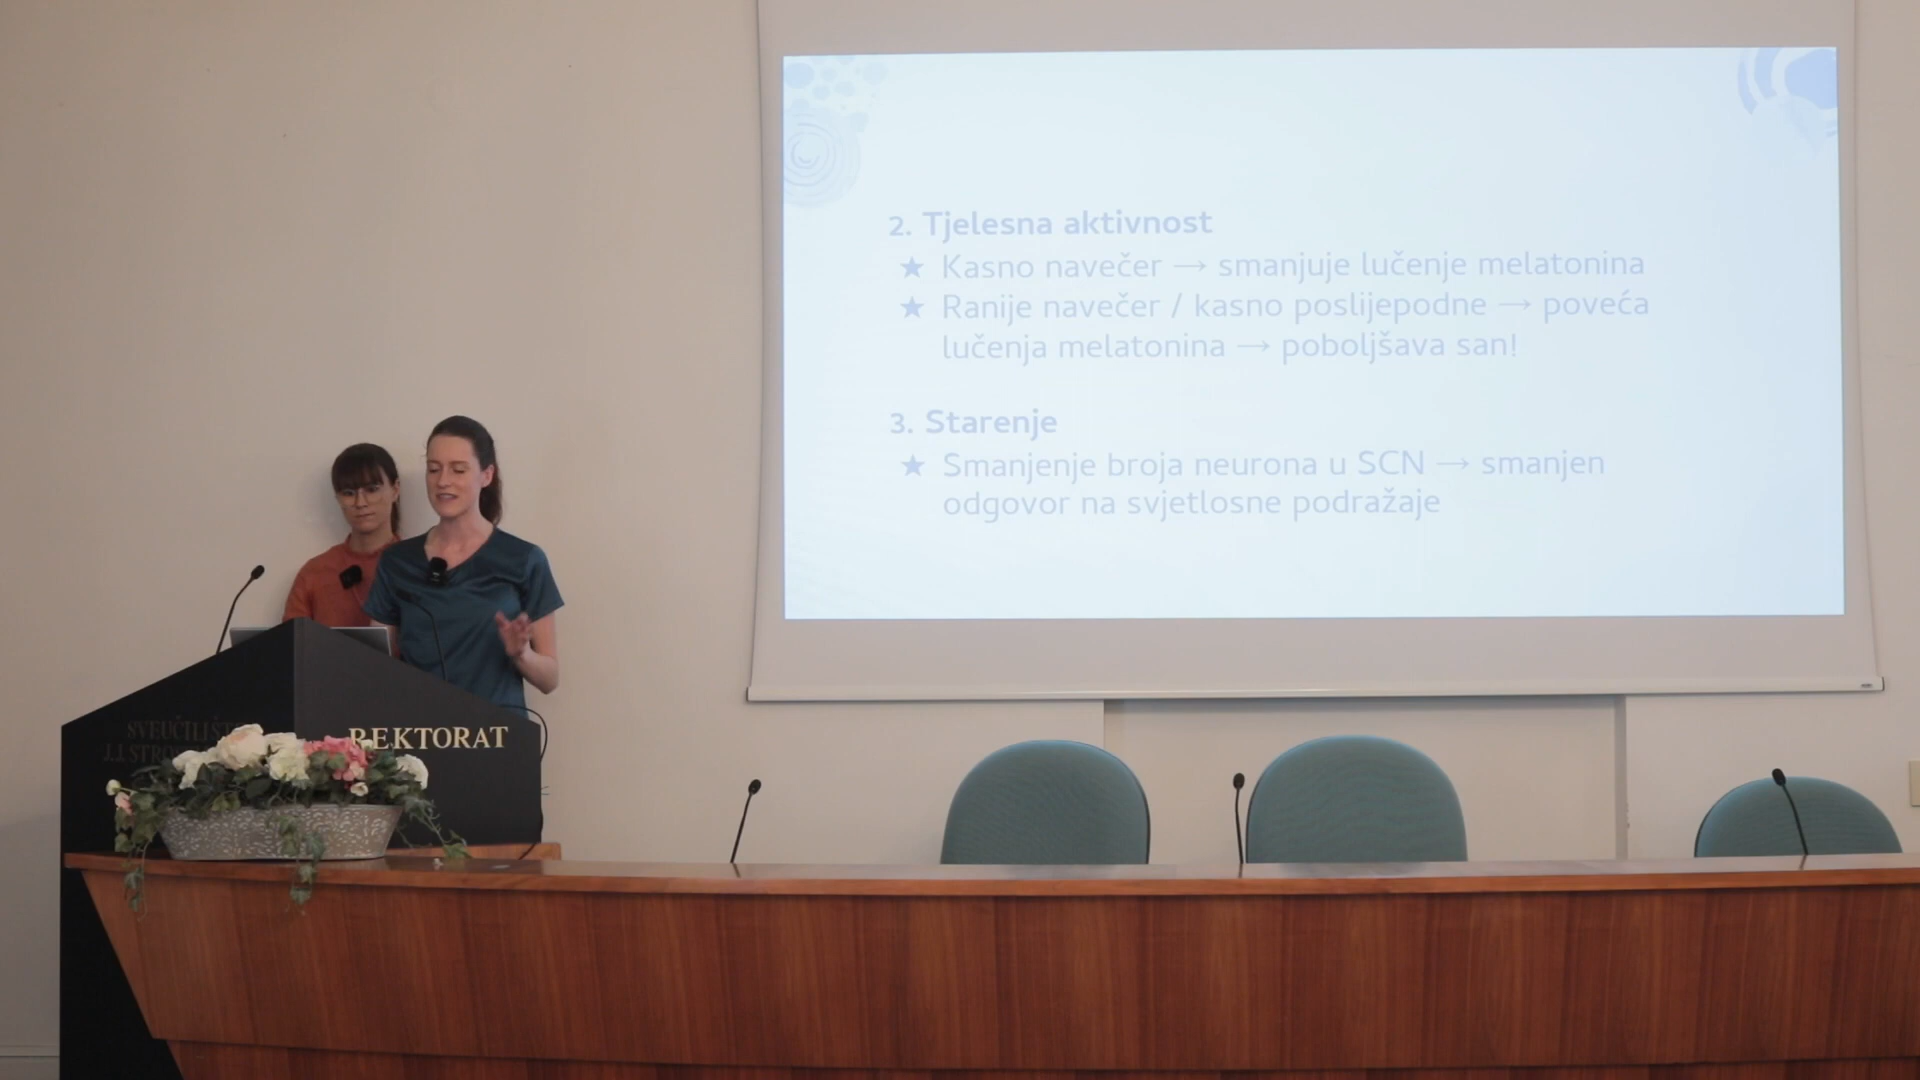 2. Tjelesna aktivnost
★ Kasno navečer → smanjuje lučenje melatonina
★ Ranije navečer / kasno poslijepodne → poveća
lučenja melatonina → poboljšava san!
3. Starenje
★ Smanjenje broja neurona u SCN → smanjen
odgovor na svjetlosne podražaje
REKTORAT